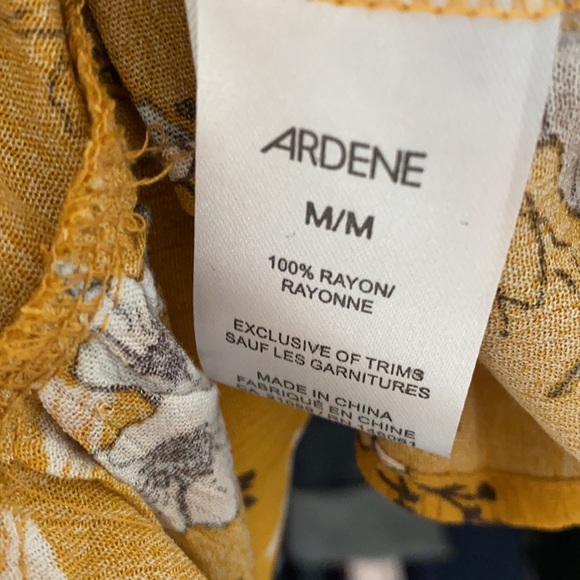 ARDENE
M/M
100% RAYON/
RAYONNE
EXCLUSIVE OF TRIMS
SAUF LES GARNITURES
MADE IN CHINA
FABRIQUÉ EN CHINE